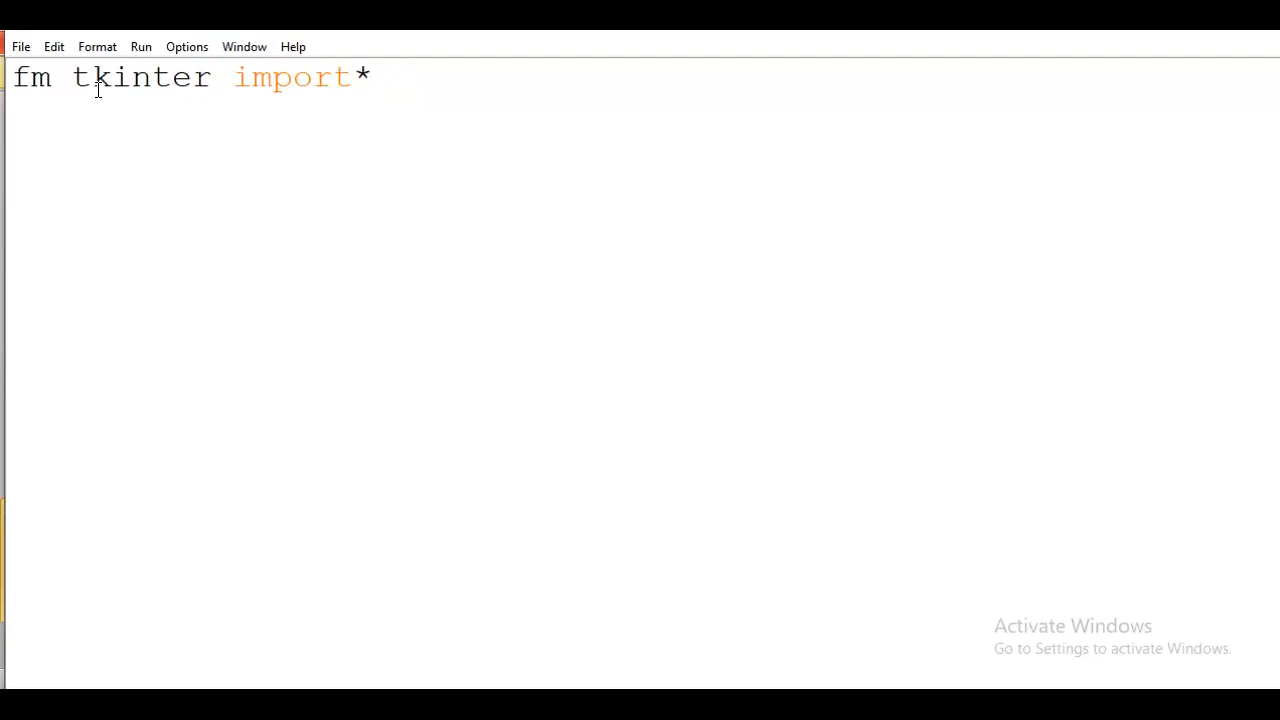 File Edit Format Run Options Window Help
fm tkinter import*
Activate Windows
Go to Settings to activate Windows.